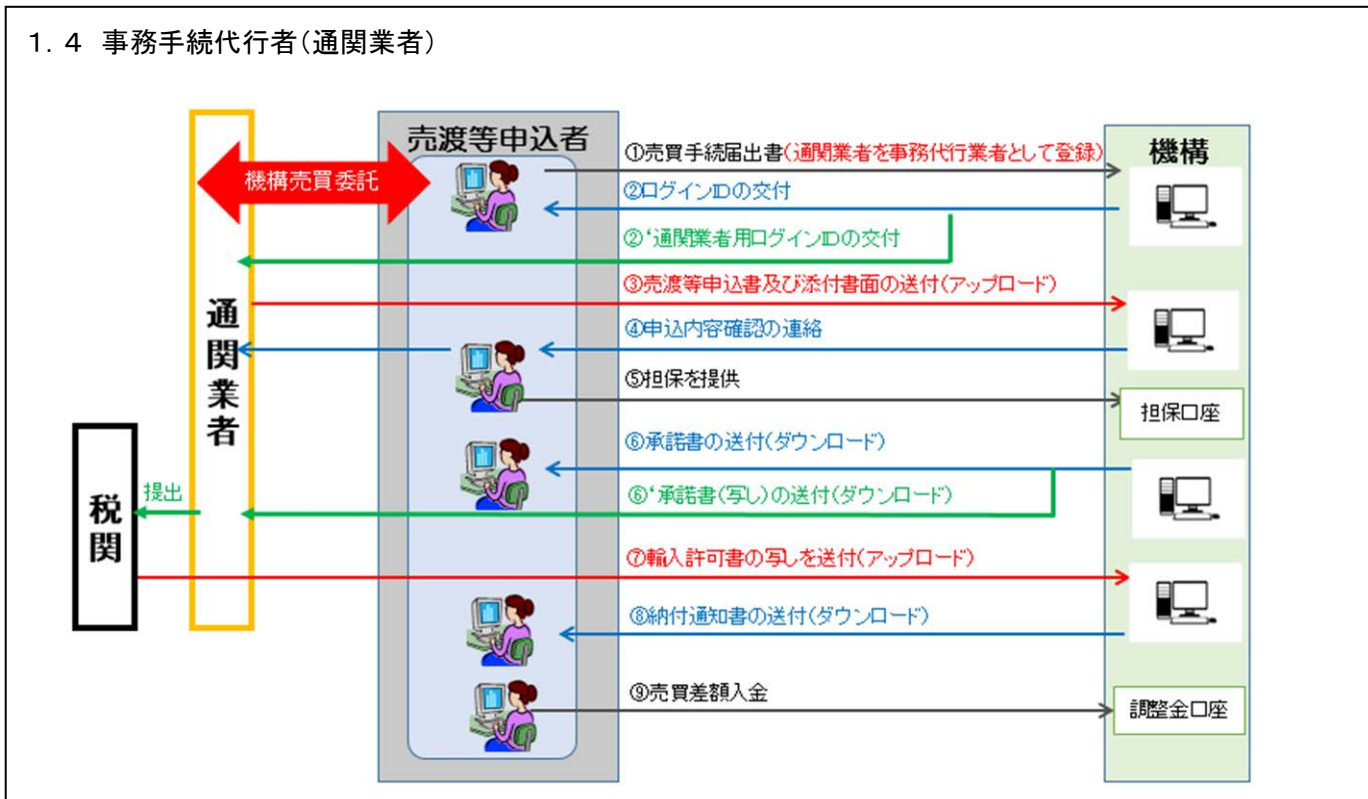 1.4 事務手続代行者(通関業者)
売渡等申込者
機構
機構売買委託
①売買手続届出書(通関業者を事務代行業者として登録)
②ログインIDの交付
②‘通関業者用ログインIDの交付
③売渡等申込書及び添付書面の送付(アップロード)
通関業者
④申込内容確認の連絡
⑤担保を提供
担保口座
⑥承諾書の送付(ダウンロード)
税関
提出
⑥‘承諾書(写し)の送付(ダウンロード)
⑦輸入許可書の写しを送付(アップロード)
⑧納付通知書の送付(ダウンロード)
⑨売買差額入金
調整金口座